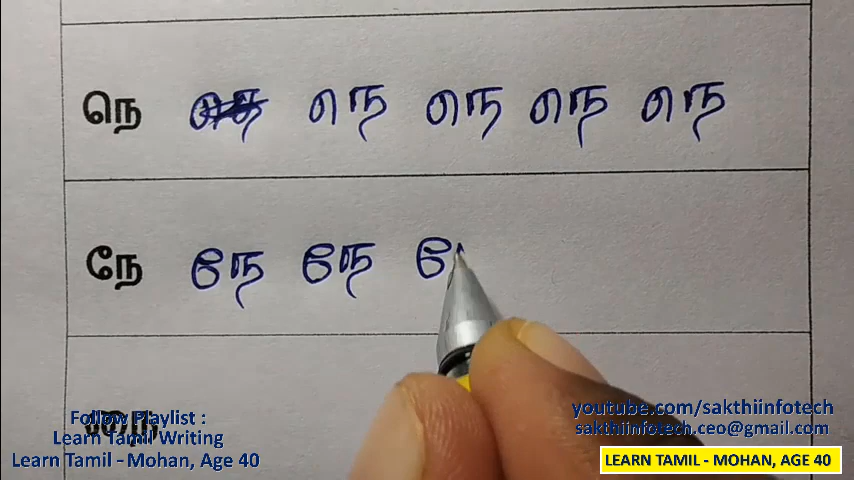 நெ நெ நெ நெ நெ
நே நே நே
நை
Follow Playlist :
Learn Tamil Writing
Learn Tamil - Mohan, Age 40
youtube.com/sakthiinfotech
sakthiinfotech.ceo@gmail.com
LEARN TAMIL - MOHAN, AGE 40